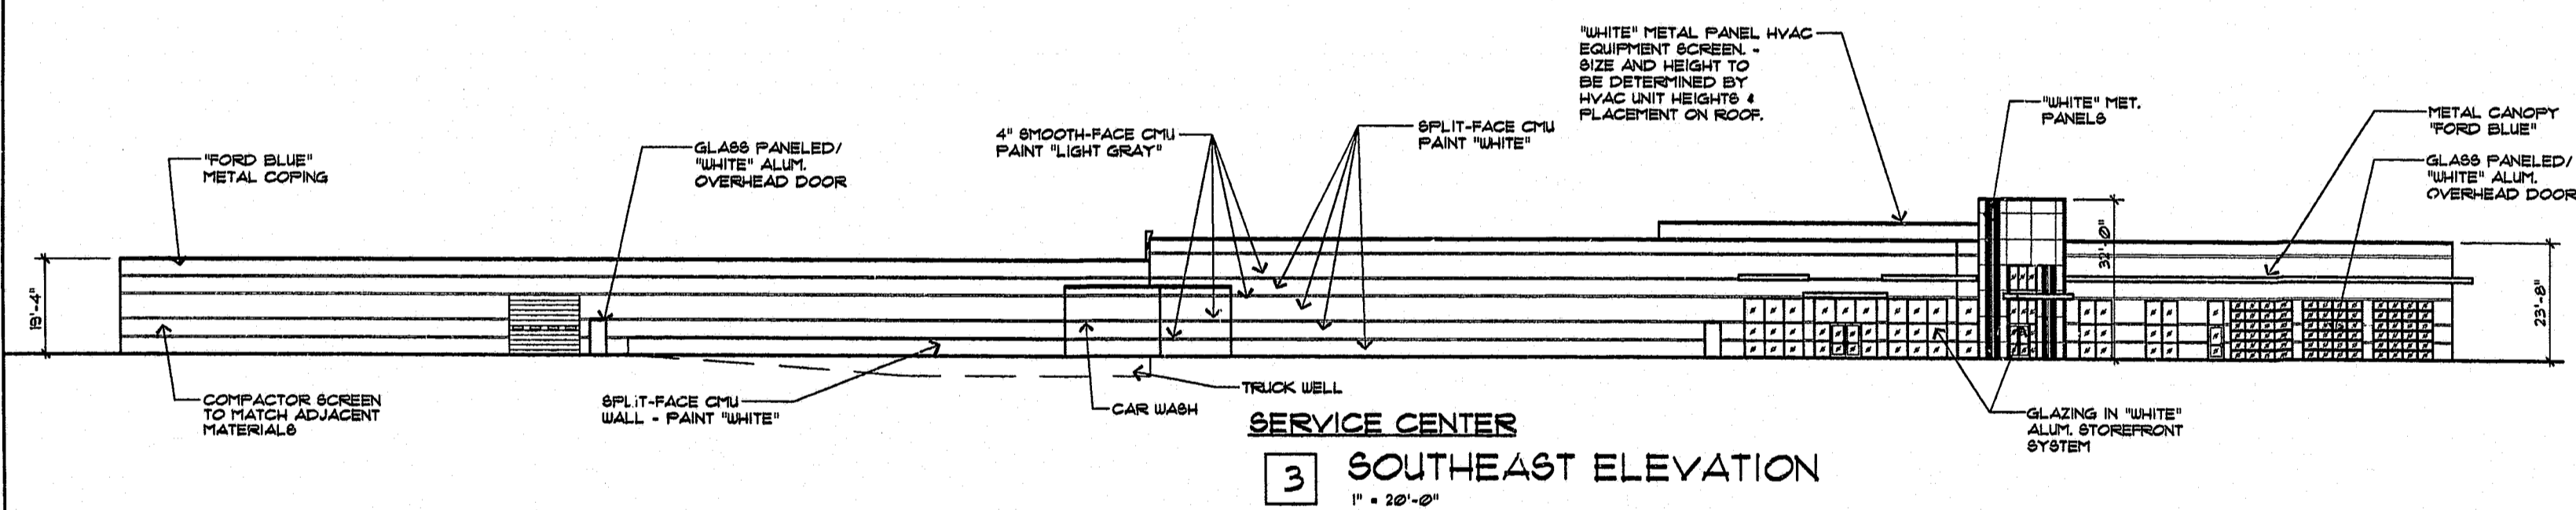 "WHITE" METAL PANEL HVAC
EQUIPMENT SCREEN. -
SIZE AND HEIGHT TO
BE DETERMINED BY
HVAC UNIT HEIGHTS &
PLACEMENT ON ROOF.
"WHITE" MET.
PANELS
METAL CANOPY
"FORD BLUE"
GLASS PANELED/
"WHITE" ALUM.
OVERHEAD DOOR
4" SMOOTH-FACE CMU
PAINT "LIGHT GRAY"
SPLIT-FACE CMU
PAINT "WHITE"
GLASS PANELED/
"WHITE" ALUM.
OVERHEAD DOOR
"FORD BLUE"
METAL COPING
19'-4"
32'-0"
23'-8"
COMPACTOR SCREEN
TO MATCH ADJACENT
MATERIALS
SPLIT-FACE CMU
WALL - PAINT "WHITE"
CAR WASH
TRUCK WELL
GLAZING IN "WHITE"
ALUM. STOREFRONT
SYSTEM
SERVICE CENTER
3 SOUTHEAST ELEVATION
1" = 20'-0"